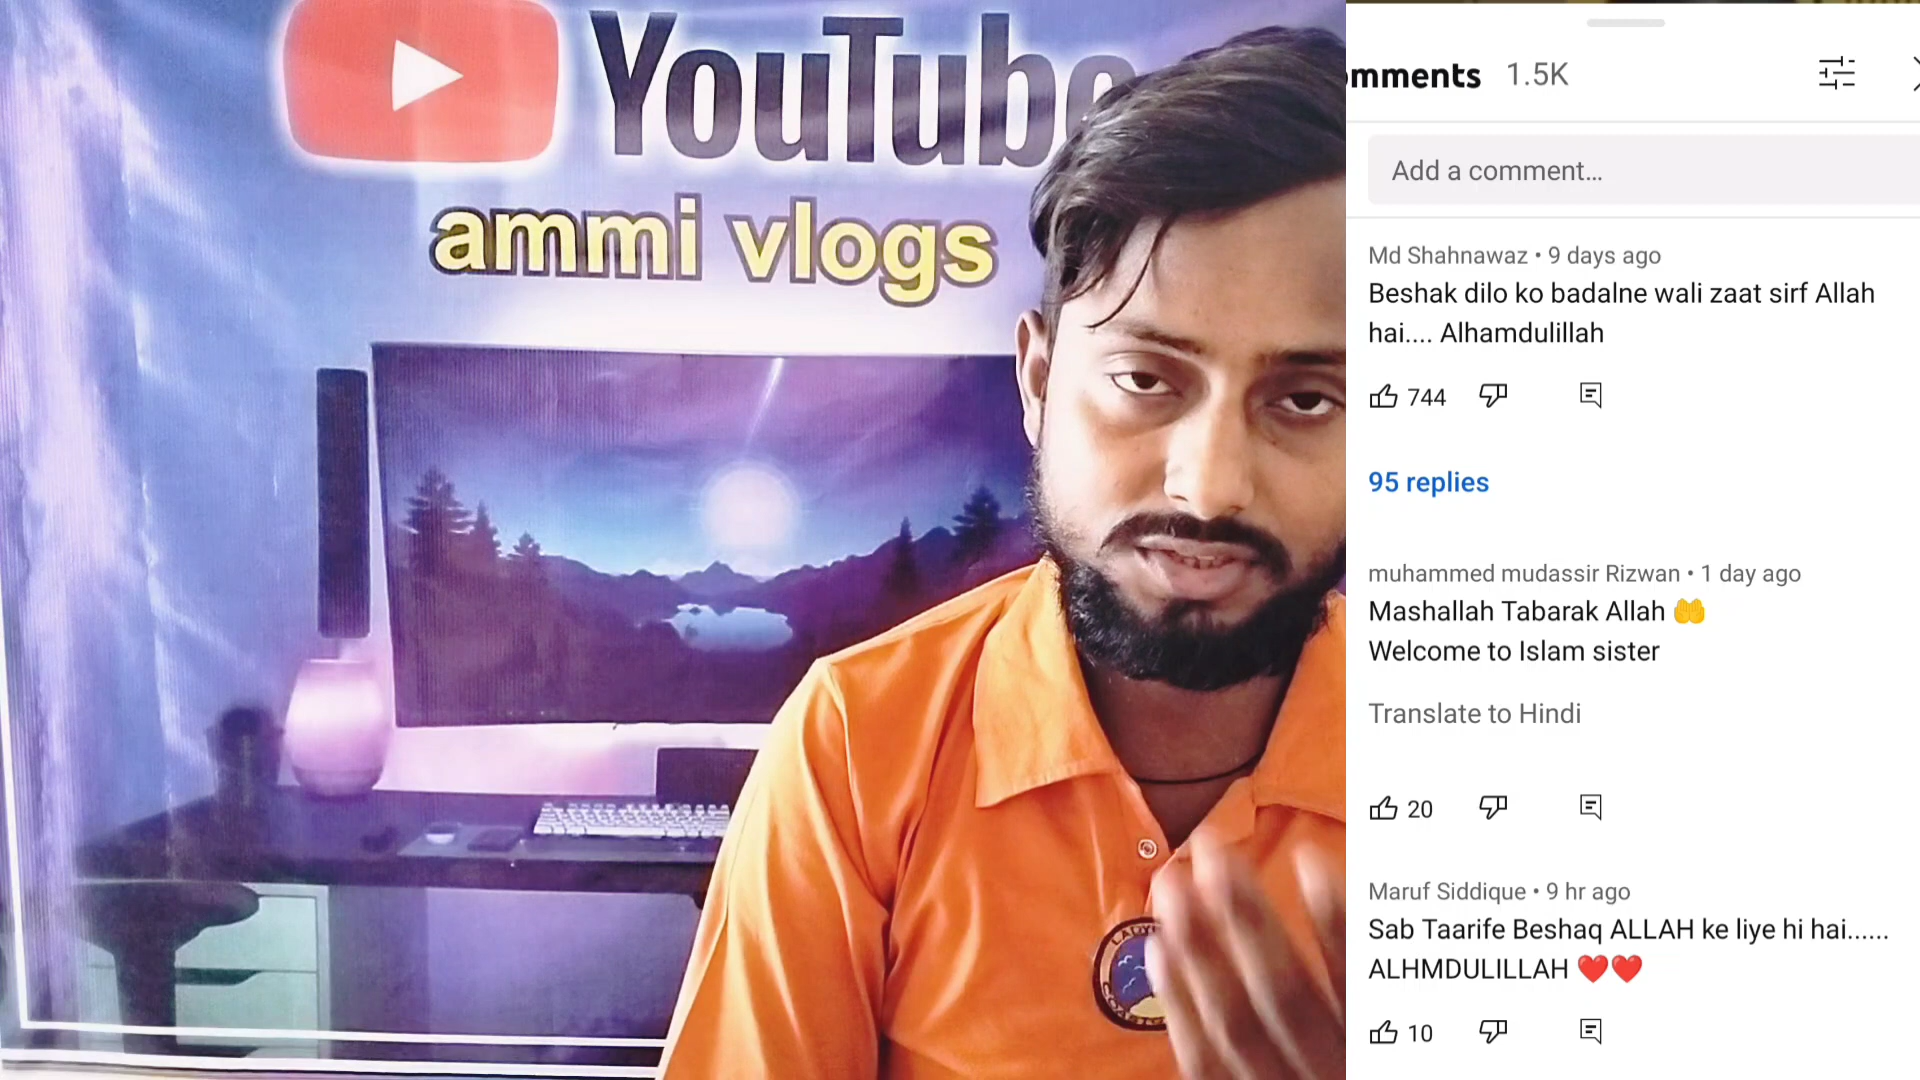 YouTube
ammi vlogs
omments 1.5K
Add a comment...
Md Shahnawaz • 9 days ago
Beshak dilo ko badalne wali zaat sirf Allah
hai.... Alhamdulillah
744
95 replies
muhammed mudassir Rizwan • 1 day ago
Mashallah Tabarak Allah 🤲
Welcome to Islam sister
Translate to Hindi
20
Maruf Siddique • 9 hr ago
Sab Taarife Beshaq ALLAH ke liye hi hai......
ALHMDULILLAH ❤️❤️
10